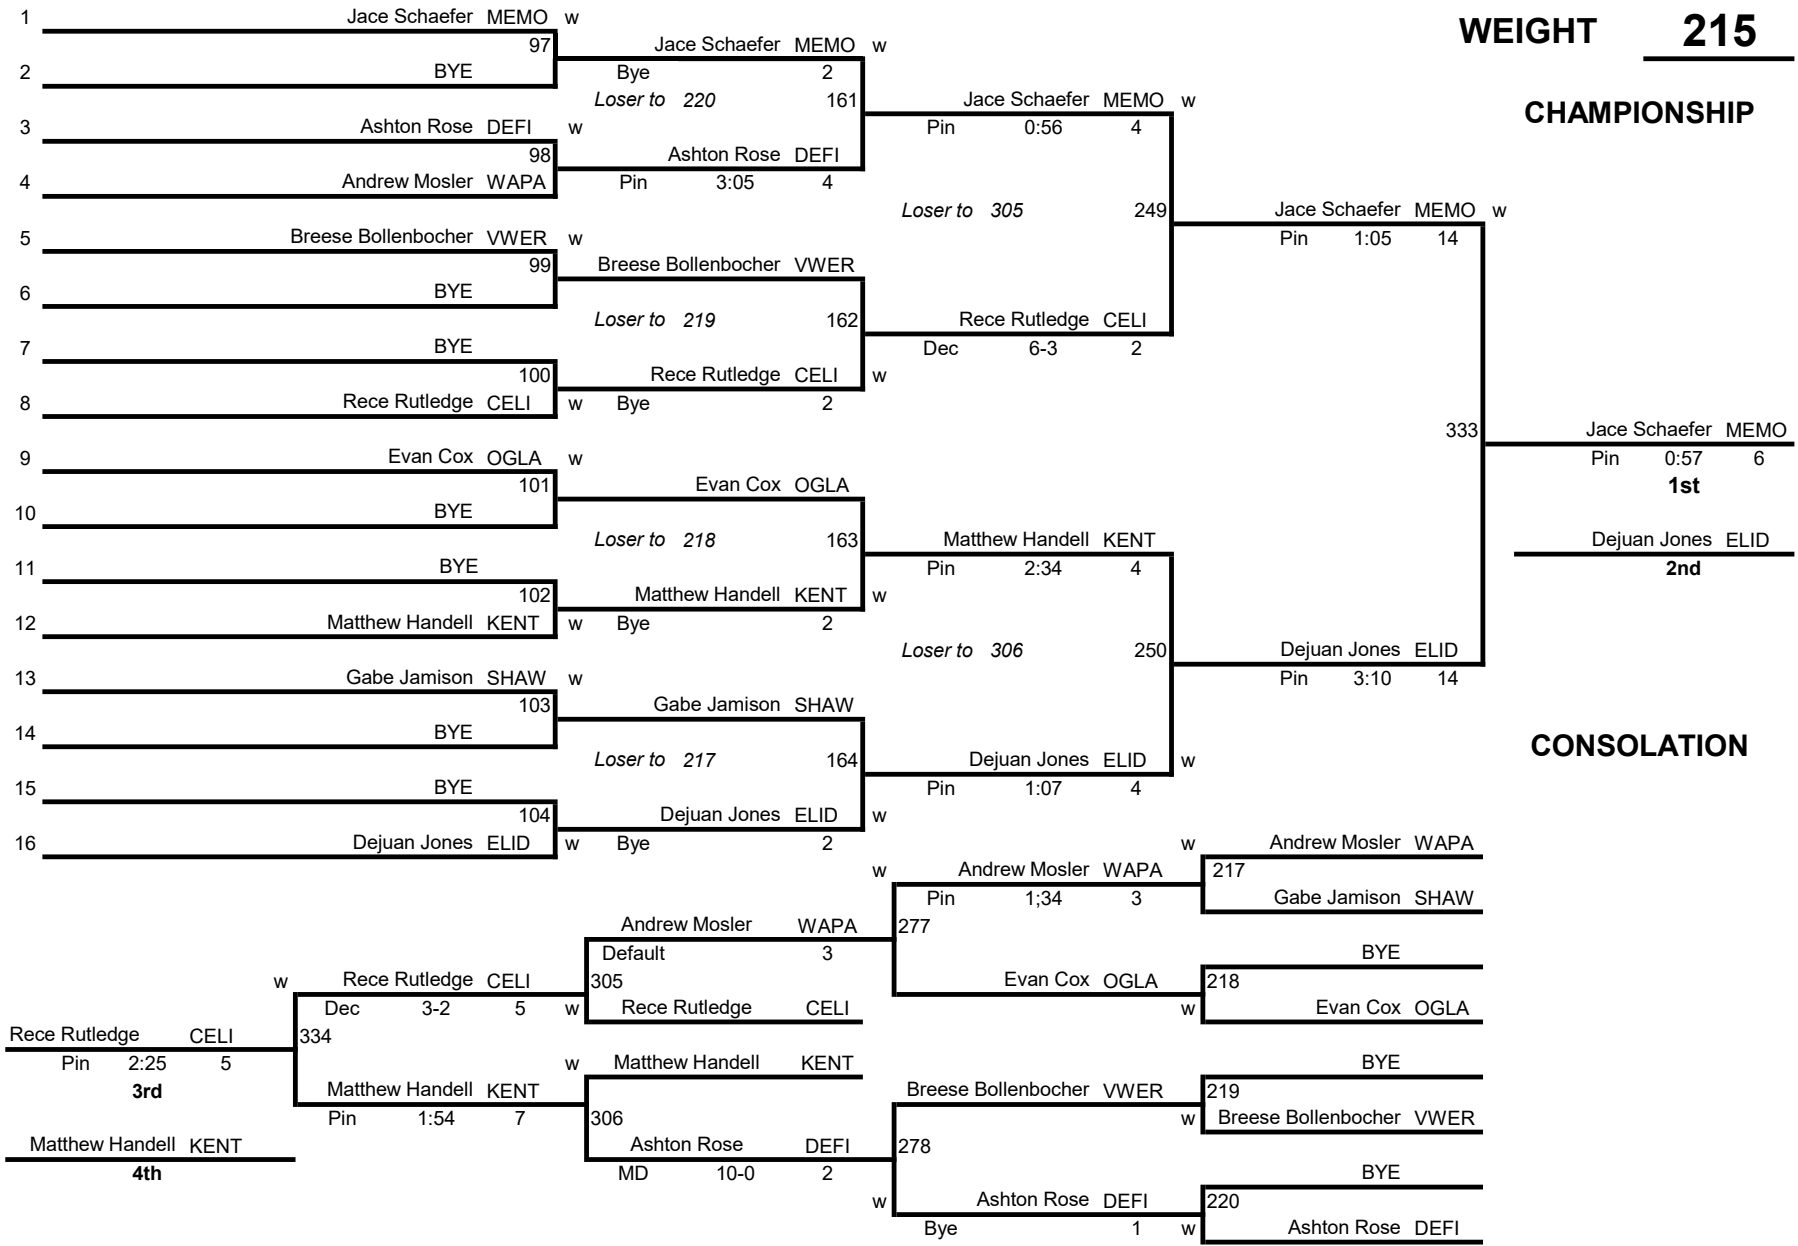 1 Jace Schaefer MEMO w
WEIGHT 215
97 Jace Schaefer MEMO w
2 BYE Bye 2
Loser to 220 161 Jace Schaefer MEMO w
CHAMPIONSHIP
3 Ashton Rose DEFI w Pin 0:56 4
98 Ashton Rose DEFI
4 Andrew Mosler WAPA Pin 3:05 4
Loser to 305 249 Jace Schaefer MEMO w
5 Breese Bollenbocher VWER w Pin 1:05 14
99 Breese Bollenbocher VWER
6 BYE
Loser to 219 162 Rece Rutledge CELI
7 BYE Dec 6-3 2
100 Rece Rutledge CELI w
8 Rece Rutledge CELI w Bye 2
333 Jace Schaefer MEMO
9 Evan Cox OGLA w Pin 0:57 6
101 Evan Cox OGLA 1st
10 BYE
Loser to 218 163 Matthew Handell KENT Dejuan Jones ELID
11 BYE Pin 2:34 4 2nd
102 Matthew Handell KENT w
12 Matthew Handell KENT w Bye 2
Loser to 306 250 Dejuan Jones ELID
13 Gabe Jamison SHAW w Pin 3:10 14
103 Gabe Jamison SHAW
14 BYE
CONSOLATION
Loser to 217 164 Dejuan Jones ELID w
15 BYE Pin 1:07 4
104 Dejuan Jones ELID w
16 Dejuan Jones ELID w Bye 2 w Andrew Mosler WAPA
w Andrew Mosler WAPA 217
Pin 1;34 3 Gabe Jamison SHAW
Andrew Mosler WAPA 277
Default 3 BYE
w Rece Rutledge CELI 305 Evan Cox OGLA 218
Dec 3-2 5 w Rece Rutledge CELI w Evan Cox OGLA
Rece Rutledge CELI 334
Pin 2:25 5 w Matthew Handell KENT BYE
3rd Matthew Handell KENT Breese Bollenbocher VWER 219
Pin 1:54 7 306 w Breese Bollenbocher VWER
Matthew Handell KENT Ashton Rose DEFI 278
4th MD 10-0 2 BYE
w Ashton Rose DEFI 220
Bye 1 w Ashton Rose DEFI